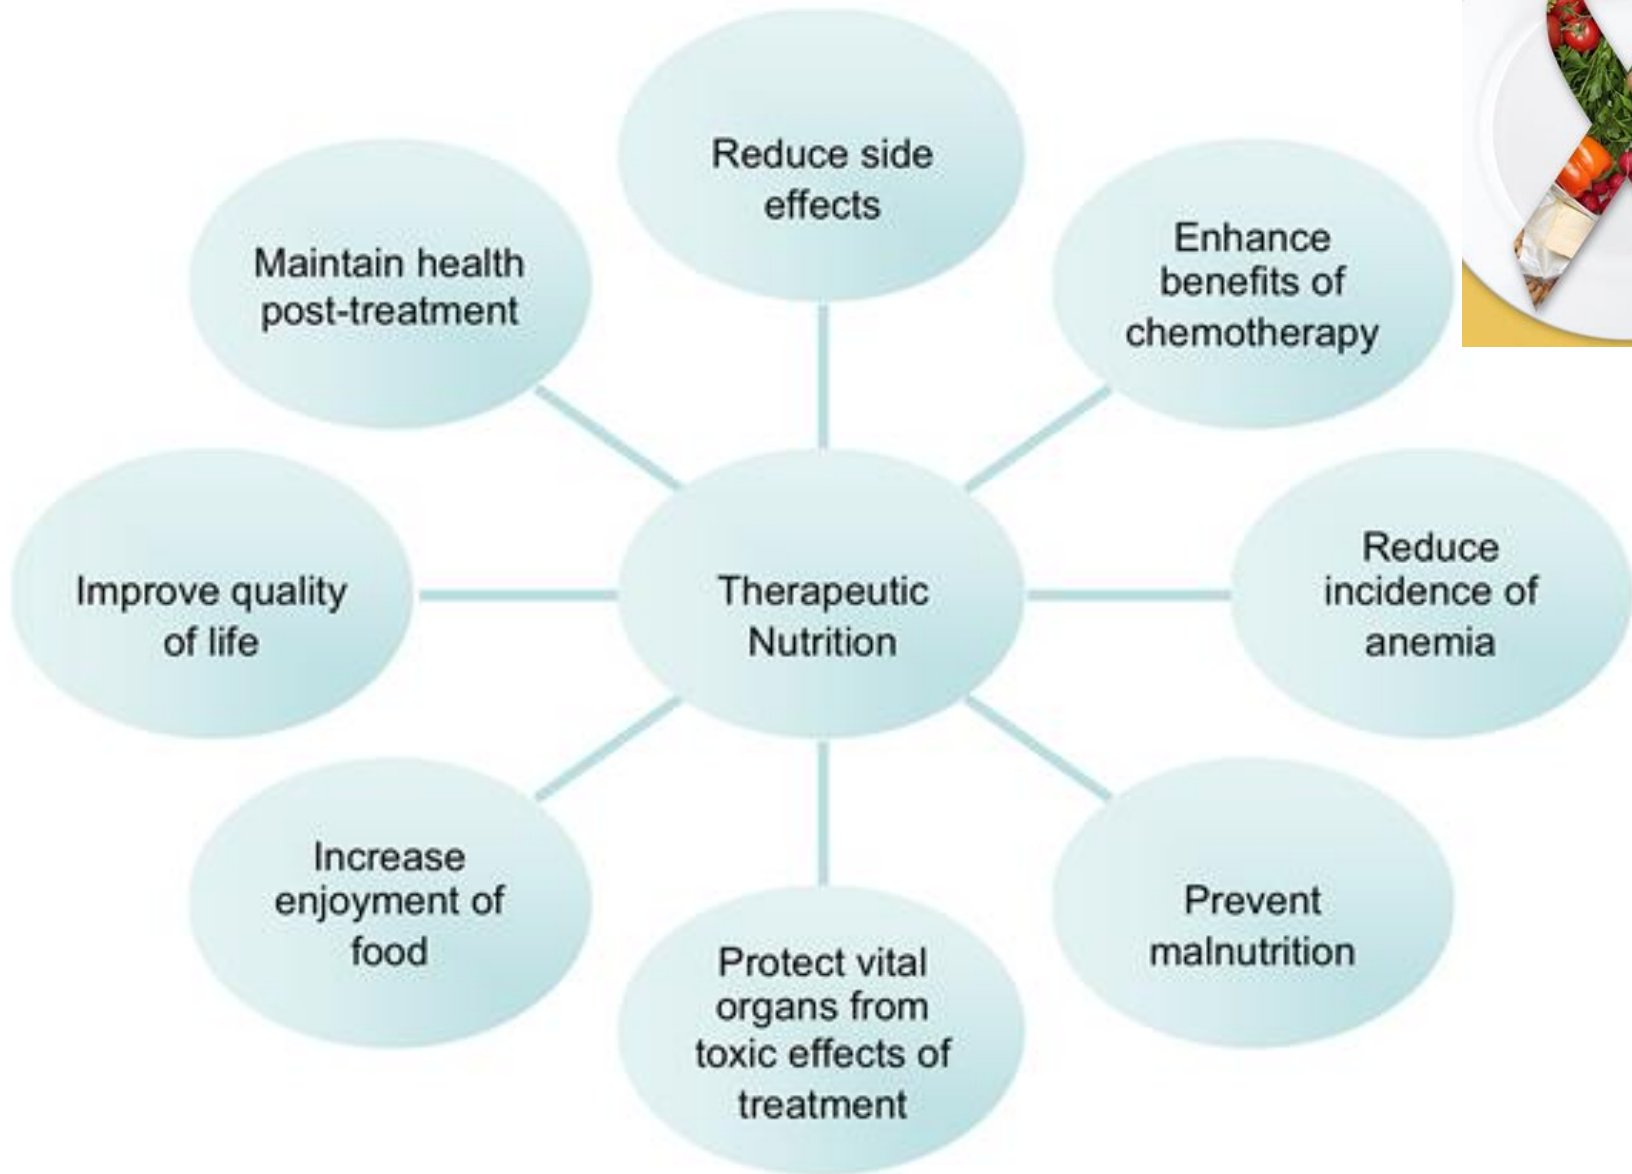 Reduce side
effects
Enhance
benefits of
chemotherapy
Reduce
incidence of
anemia
Prevent
malnutrition
Protect vital
organs from
toxic effects of
treatment
Increase
enjoyment of
food
Improve quality
of life
Maintain health
post-treatment
Therapeutic
Nutrition